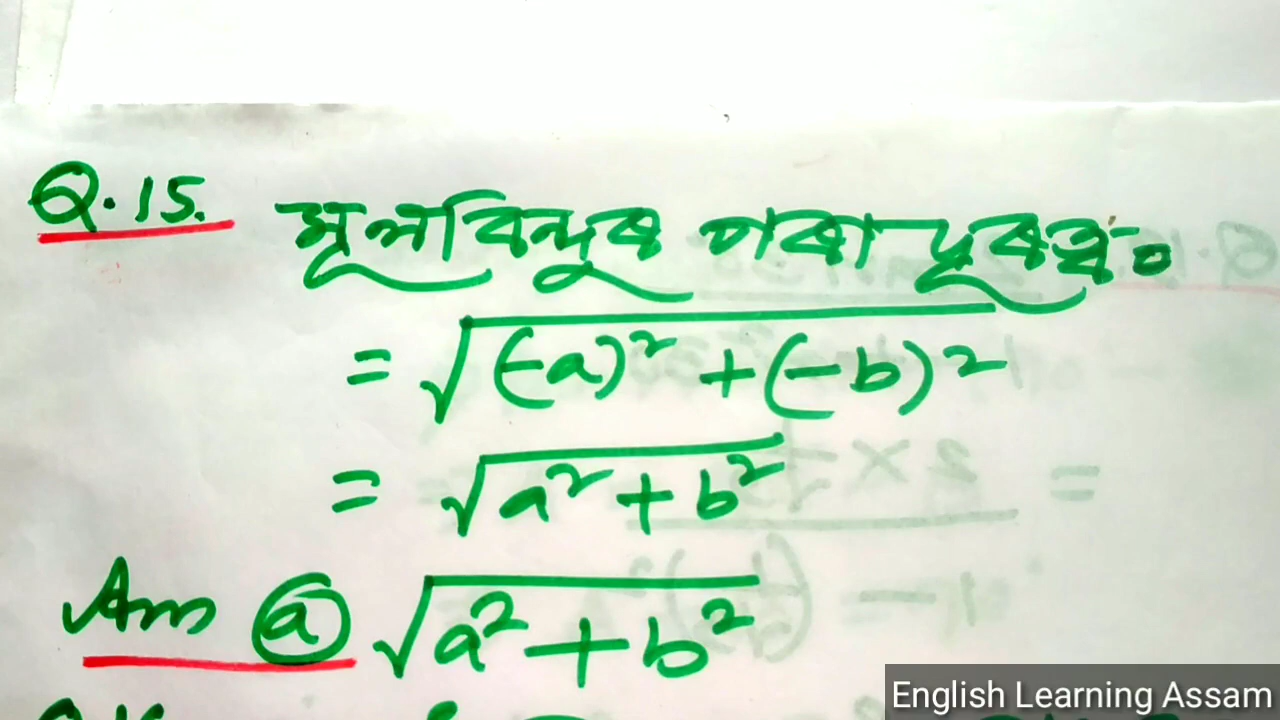 Q.15. মূলবিন্দুৰ পৰা দূৰত্ব:
= √(-a)² + (-b)²
= √a² + b²
Ans ⓐ √a² + b²
English Learning Assam